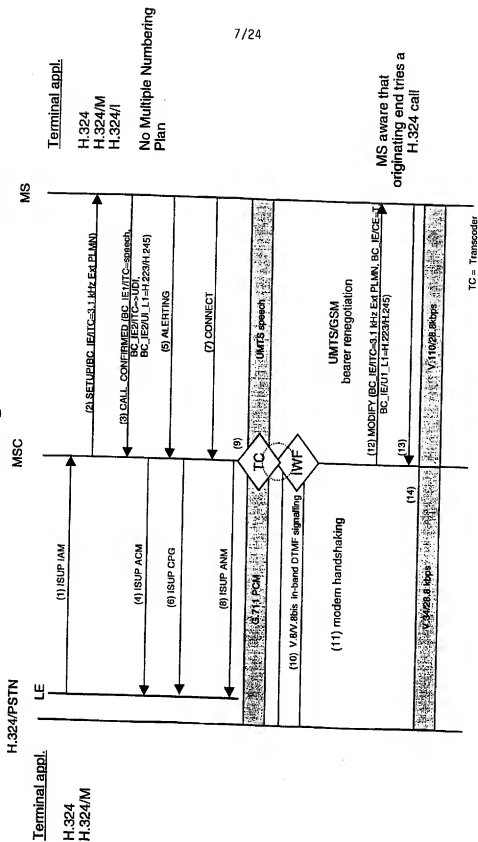 7/24
H.324/PSTN
Terminal appl.
H.324
H.324/M
LE
MSC
MS
Terminal appl.
H.324
H.324/M
H.324/I
No Multiple Numbering
Plan
(1) ISUP IAM
(2) SETUP(BC_IE/ITC=3.1 kHz Ext PLMN)
(3) CALL CONFIRMED (BC_IE1/ITC=speech,
BC_IE2/ITC=>UDI,
BC_IE2/UI_L1=H.223/H.245)
(4) ISUP ACM
(5) ALERTING
(6) ISUP CPG
(7) CONNECT
(8) ISUP ANM
(9)
G.711 PCM
TC
UMTS speech
IWF
(10) V.8/V.8bis in-band DTMF signalling
(11) modem handshaking
UMTS/GSM
bearer renegotiation
(12) MODIFY (BC_IE/ITC=3.1 kHz Ext PLMN, BC_IE/CE=T,
BC_IE/U1_L1=H.223/H.245)
MS aware that
originating end tries a
H.324 call
(13)
(14)
V.34/28.8 kbps
V.110/28.8kbps
TC = Transcoder